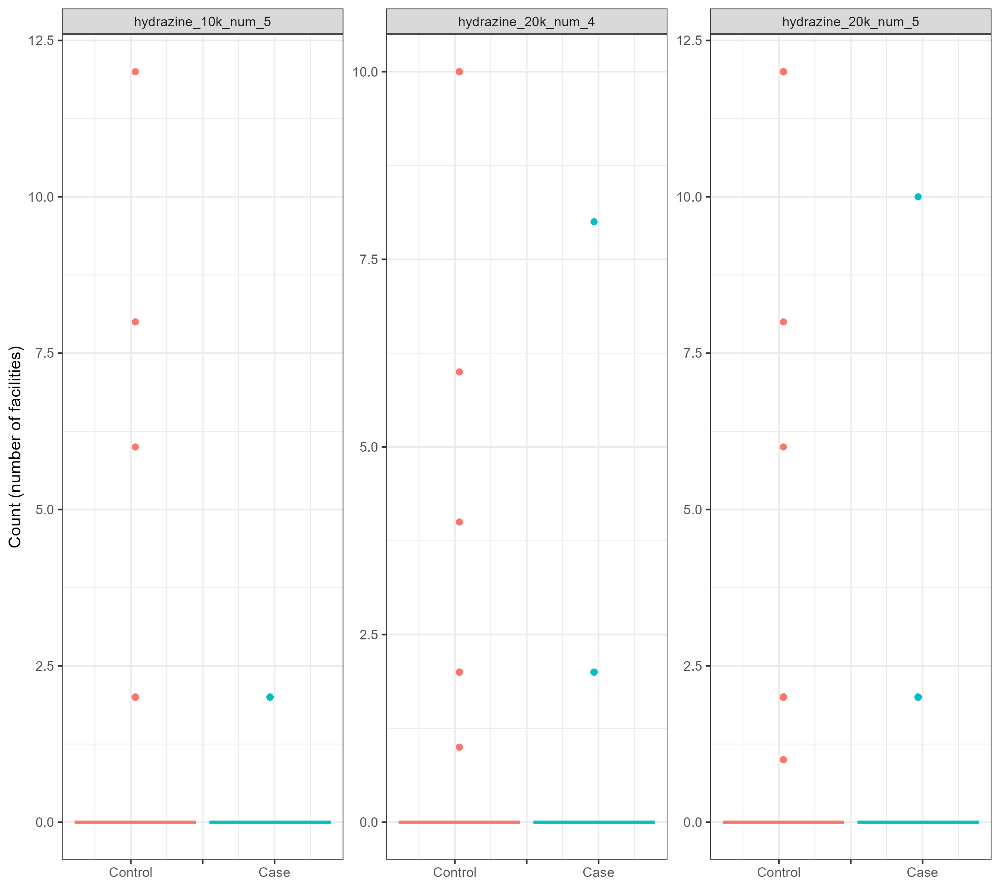 hydrazine_10k_num_5
hydrazine_20k_num_4
hydrazine_20k_num_5
Count (number of facilities)
12.5
10.0
7.5
5.0
2.5
0.0
10.0
7.5
5.0
2.5
0.0
12.5
10.0
7.5
5.0
2.5
0.0
Control
Case
Control
Case
Control
Case